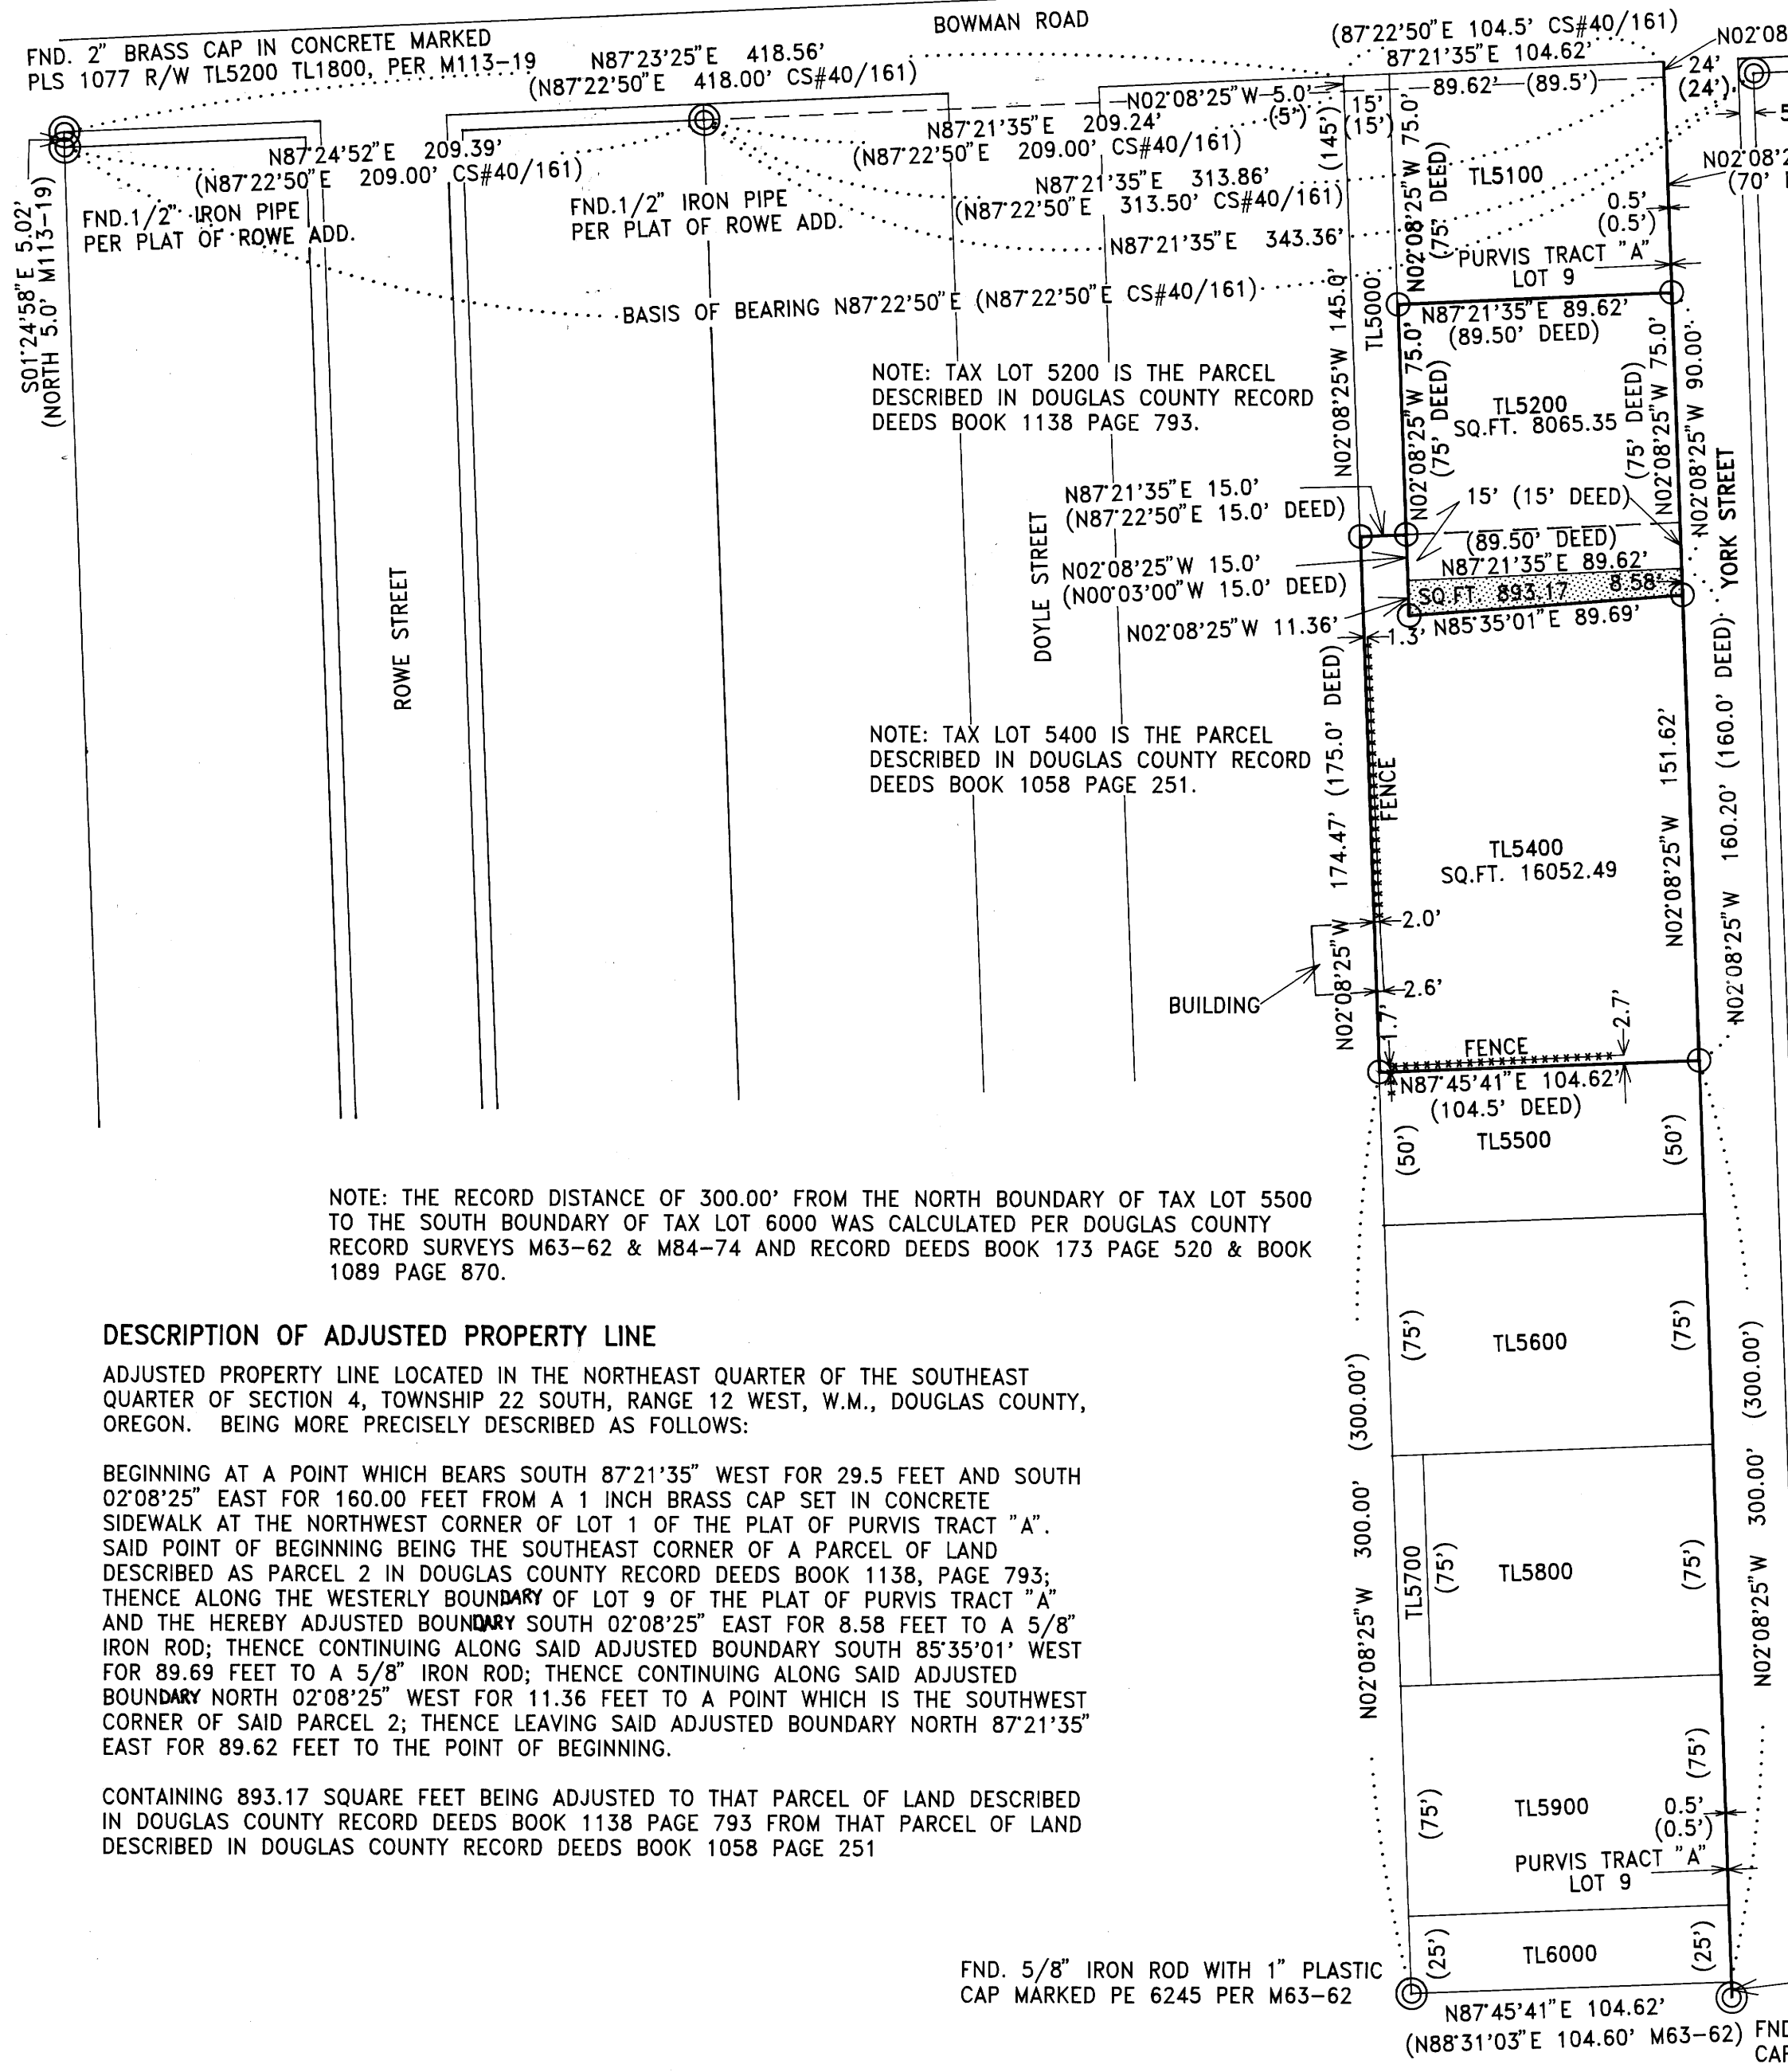 BOWMAN ROAD
FND. 2" BRASS CAP IN CONCRETE MARKED
PLS 1077 R/W TL5200 TL1800, PER M113-19
N87°23'25"E 418.56'
(N87°22'50"E 418.00' CS#40/161)
(87°22'50"E 104.5' CS#40/161)
87°21'35"E 104.62'
N02°08
24'
(24')
89.62' (89.5')
N02°08'25"W 5.0'
(5')
15'
(15')
(145')
N02°08'25"W 75.0'
(75' DEED)
N87°21'35"E 209.24'
(N87°22'50"E 209.00' CS#40/161)
N87°24'52"E 209.39'
(N87°22'50"E 209.00' CS#40/161)
N87°21'35"E 313.86'
(N87°22'50"E 313.50' CS#40/161)
TL5100
5
N02°08'2
(70'
0.5'
(0.5')
FND.1/2" IRON PIPE
PER PLAT OF ROWE ADD.
FND.1/2" IRON PIPE
PER PLAT OF ROWE ADD.
N87°21'35"E 343.36'
PURVIS TRACT "A"
LOT 9
BASIS OF BEARING N87°22'50"E (N87°22'50"E CS#40/161)
S01°24'58"E 5.02'
(NORTH 5.0' M113-19)
N02°08'25'W 145.0'
TL5000
N87°21'35"E 89.62'
(89.50' DEED)
NOTE: TAX LOT 5200 IS THE PARCEL
DESCRIBED IN DOUGLAS COUNTY RECORD
DEEDS BOOK 1138 PAGE 793.
N02°08'25"W 75.0'
(75' DEED)
TL5200
SQ.FT. 8065.35
(75' DEED)
N02°08'25"W 75.0'
N02°08'25"W 90.00'
YORK STREET
N87°21'35"E 15.0'
(N87°22'50"E 15.0' DEED)
15' (15' DEED)
(89.50' DEED)
N87°21'35"E 89.62'
N02°08'25"W 15.0'
(N00°03'00"W 15.0' DEED)
SQ.FT. 893.17 8.58'
N02°08'25"W 11.36'
1.3'
N85°35'01"E 89.69'
ROWE STREET
DOYLE STREET
NOTE: TAX LOT 5400 IS THE PARCEL
DESCRIBED IN DOUGLAS COUNTY RECORD
DEEDS BOOK 1058 PAGE 251.
N02°08'25"W 174.47' (175.0' DEED)
FENCE
TL5400
SQ.FT. 16052.49
N02°08'25"W 151.62'
N02°08'25"W 160.20' (160.0' DEED)
2.0'
2.6'
BUILDING
1.7'
FENCE
2.7'
N87°45'41"E 104.62'
(104.5' DEED)
(50')
TL5500
(50')
NOTE: THE RECORD DISTANCE OF 300.00' FROM THE NORTH BOUNDARY OF TAX LOT 5500
TO THE SOUTH BOUNDARY OF TAX LOT 6000 WAS CALCULATED PER DOUGLAS COUNTY
RECORD SURVEYS M63-62 & M84-74 AND RECORD DEEDS BOOK 173 PAGE 520 & BOOK
1089 PAGE 870.
(75')
TL5600
(75')
N02°08'25"W 300.00' (300.00')
N02°08'25"W 300.00' (300.00')
TL5700
(75')
TL5800
(75')
DESCRIPTION OF ADJUSTED PROPERTY LINE
ADJUSTED PROPERTY LINE LOCATED IN THE NORTHEAST QUARTER OF THE SOUTHEAST
QUARTER OF SECTION 4, TOWNSHIP 22 SOUTH, RANGE 12 WEST, W.M., DOUGLAS COUNTY,
OREGON. BEING MORE PRECISELY DESCRIBED AS FOLLOWS:
BEGINNING AT A POINT WHICH BEARS SOUTH 87°21'35" WEST FOR 29.5 FEET AND SOUTH
02°08'25" EAST FOR 160.00 FEET FROM A 1 INCH BRASS CAP SET IN CONCRETE
SIDEWALK AT THE NORTHWEST CORNER OF LOT 1 OF THE PLAT OF PURVIS TRACT "A".
SAID POINT OF BEGINNING BEING THE SOUTHEAST CORNER OF A PARCEL OF LAND
DESCRIBED AS PARCEL 2 IN DOUGLAS COUNTY RECORD DEEDS BOOK 1138, PAGE 793;
THENCE ALONG THE WESTERLY BOUNDARY OF LOT 9 OF THE PLAT OF PURVIS TRACT "A"
AND THE HEREBY ADJUSTED BOUNDARY SOUTH 02°08'25" EAST FOR 8.58 FEET TO A 5/8"
IRON ROD; THENCE CONTINUING ALONG SAID ADJUSTED BOUNDARY SOUTH 85°35'01' WEST
FOR 89.69 FEET TO A 5/8" IRON ROD; THENCE CONTINUING ALONG SAID ADJUSTED
BOUNDARY NORTH 02°08'25" WEST FOR 11.36 FEET TO A POINT WHICH IS THE SOUTHWEST
CORNER OF SAID PARCEL 2; THENCE LEAVING SAID ADJUSTED BOUNDARY NORTH 87°21'35"
EAST FOR 89.62 FEET TO THE POINT OF BEGINNING.
CONTAINING 893.17 SQUARE FEET BEING ADJUSTED TO THAT PARCEL OF LAND DESCRIBED
IN DOUGLAS COUNTY RECORD DEEDS BOOK 1138 PAGE 793 FROM THAT PARCEL OF LAND
DESCRIBED IN DOUGLAS COUNTY RECORD DEEDS BOOK 1058 PAGE 251
(75')
TL5900
(75')
0.5'
(0.5')
PURVIS TRACT "A"
LOT 9
(25')
TL6000
(25')
FND. 5/8" IRON ROD WITH 1" PLASTIC
CAP MARKED PE 6245 PER M63-62
N87°45'41"E 104.62'
(N88°31'03"E 104.60' M63-62)
FND
CAP